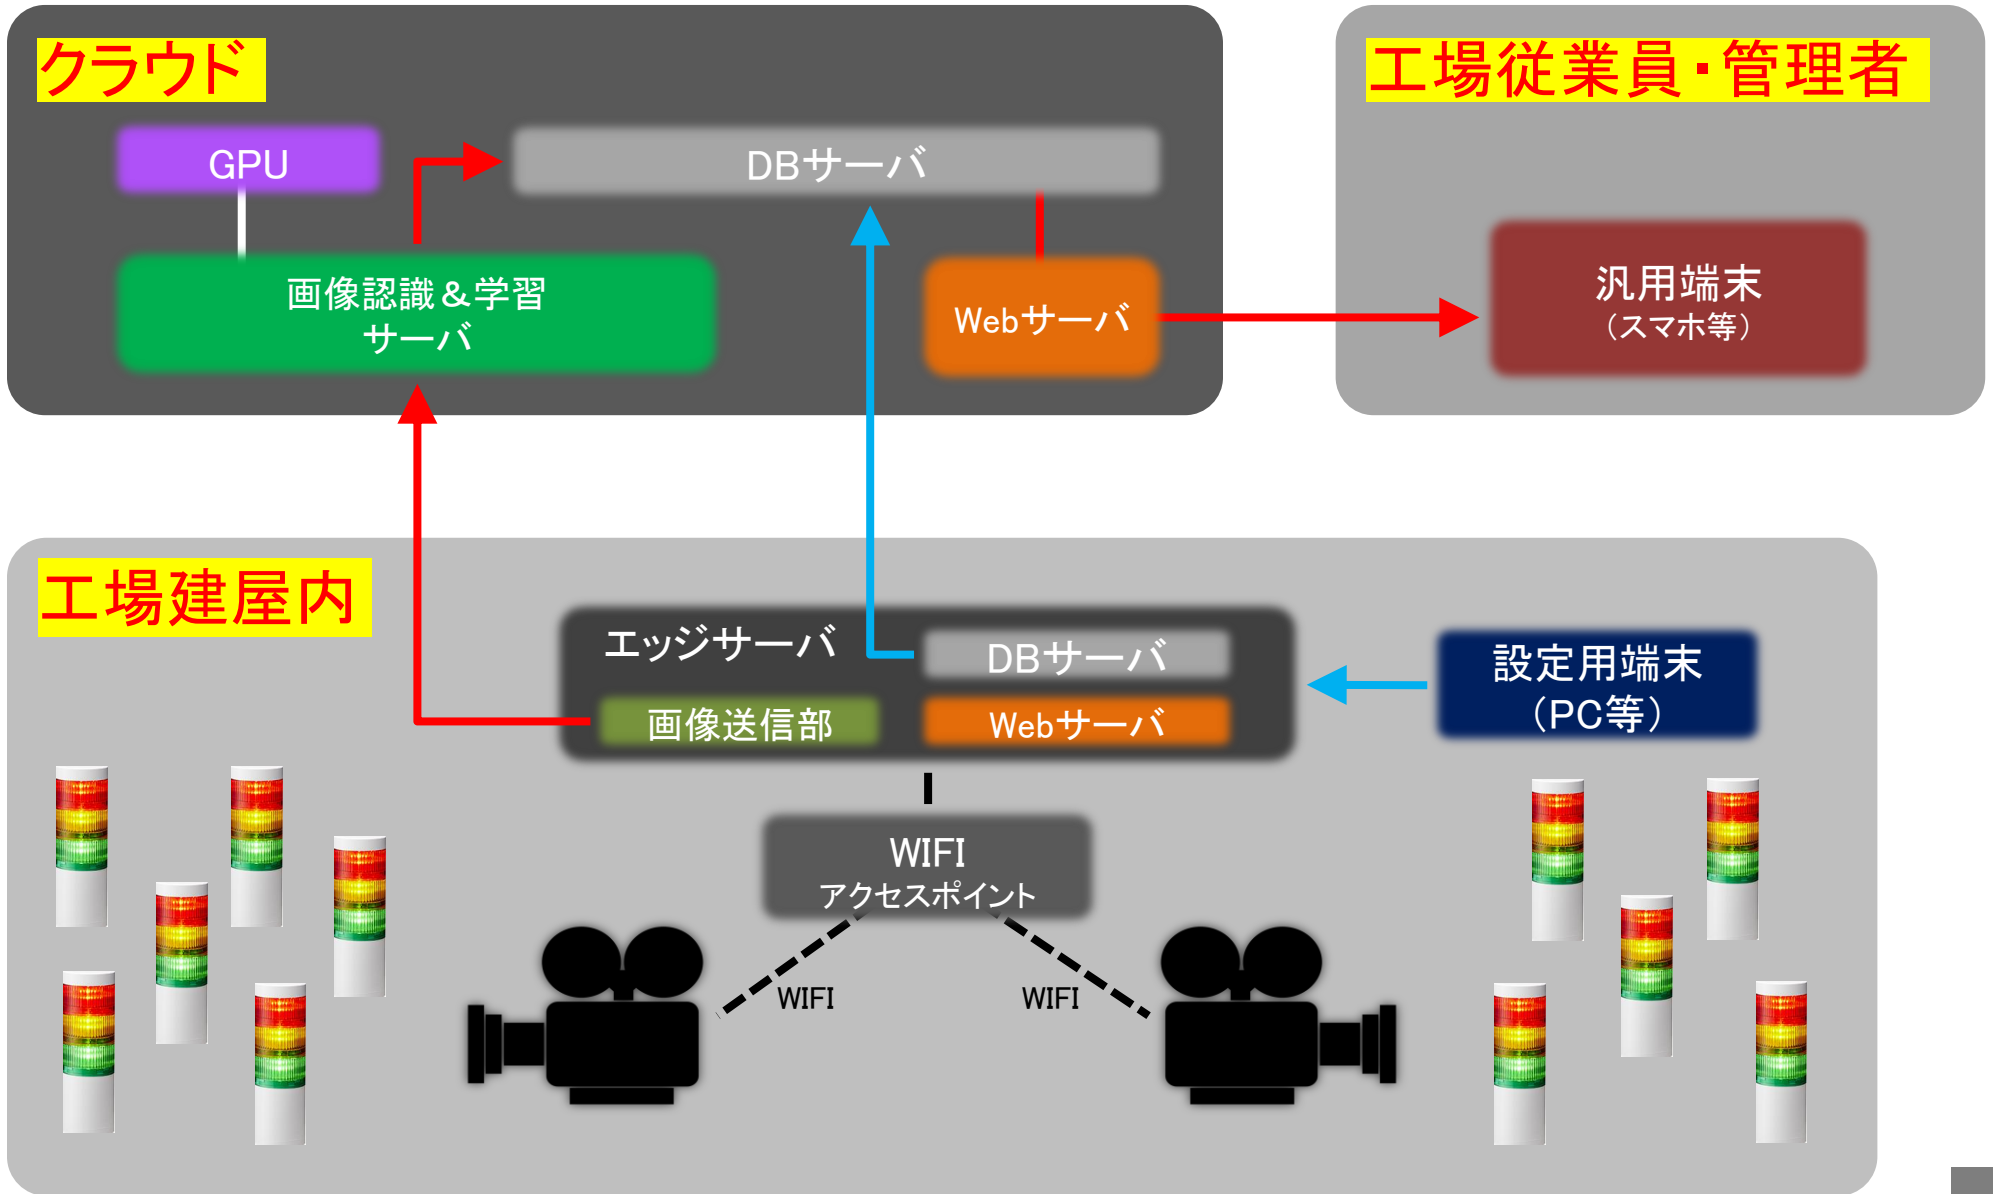 クラウド
工場従業員・管理者
GPU
DBサーバ
画像認識&学習
サーバ
Webサーバ
汎用端末
(スマホ等)
工場建屋内
エッジサーバ
DBサーバ
画像送信部
Webサーバ
設定用端末
(PC等)
WIFI
アクセスポイント
WIFI
WIFI